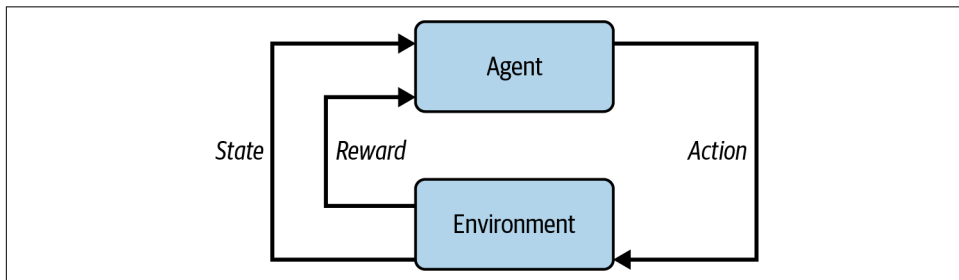 Agent
State
Reward
Action
Environment